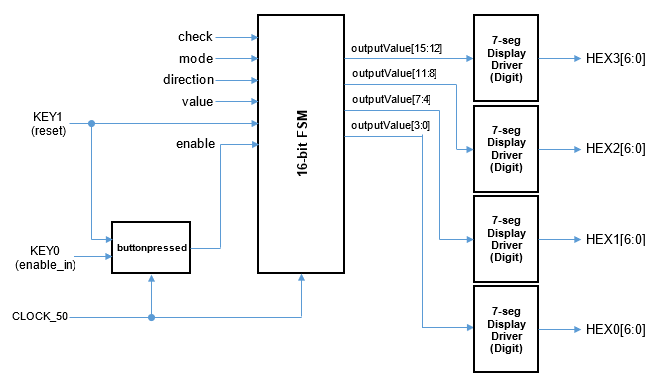 check
mode
direction
value
KEY1
(reset)
enable
buttonpressed
KEY0
(enable_in)
CLOCK_50
16-bit FSM
outputValue[15:12]
outputValue[11:8]
outputValue[7:4]
outputValue[3:0]
7-seg
Display
Driver
(Digit)
HEX3[6:0]
7-seg
Display
Driver
(Digit)
HEX2[6:0]
7-seg
Display
Driver
(Digit)
HEX1[6:0]
7-seg
Display
Driver
(Digit)
HEX0[6:0]